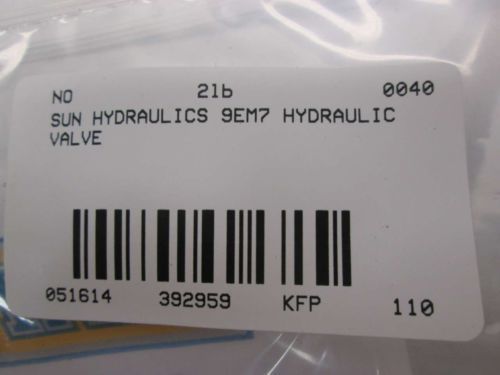 NO 21b 0040
SUN HYDRAULICS 9EM7 HYDRAULIC
VALVE
051614 392959 KFP 110